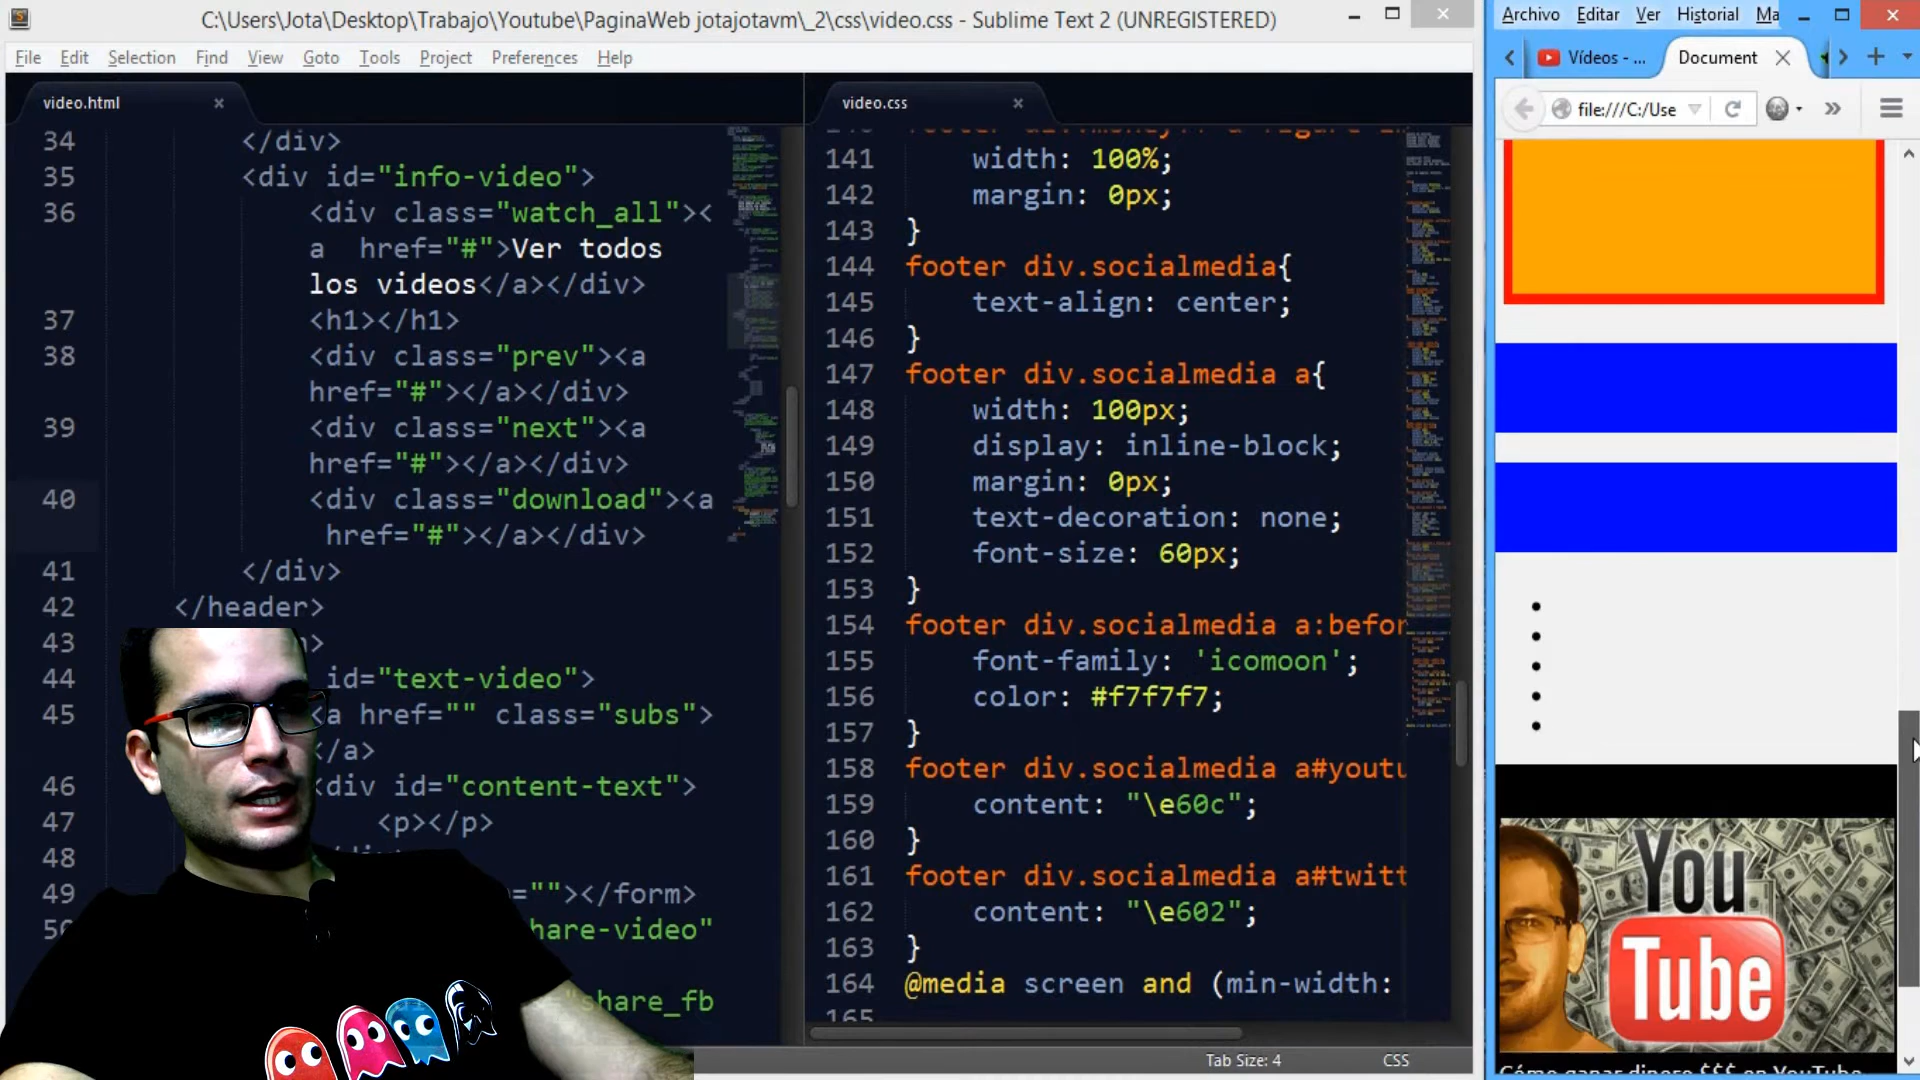 C:\Users\Jota\Desktop\Trabajo\Youtube\PaginaWeb jotajotavm\_2\css\video.css - Sublime Text 2 (UNREGISTERED)
File Edit Selection Find View Goto Tools Project Preferences Help
video.html
34 </div>
35 <div id="info-video">
36 <div class="watch_all"><
a href="#">Ver todos
los videos</a></div>
37 <h1></h1>
38 <div class="prev"><a
href="#"></a></div>
39 <div class="next"><a
href="#"></a></div>
40 <div class="download"><a
href="#"></a></div>
41 </div>
42 </header>
43
44 id="text-video">
45 <a href="" class="subs">
</a>
46 <div id="content-text">
47 <p></p>
48
49 =""></form>
hare-video"
share_fb
video.css
141 width: 100%;
142 margin: 0px;
143 }
144 footer div.socialmedia{
145 text-align: center;
146 }
147 footer div.socialmedia a{
148 width: 100px;
149 display: inline-block;
150 margin: 0px;
151 text-decoration: none;
152 font-size: 60px;
153 }
154 footer div.socialmedia a:befor
155 font-family: 'icomoon';
156 color: #f7f7f7;
157 }
158 footer div.socialmedia a#youtu
159 content: "\e60c";
160 }
161 footer div.socialmedia a#twitt
162 content: "\e602";
163 }
164 @media screen and (min-width:
165
Tab Size: 4 CSS
Archivo Editar Ver Historial Ma
Vídeos - ... Document
file:///C:/Use
You
Tube
Cómo ganar dinero $$$ en YouTube